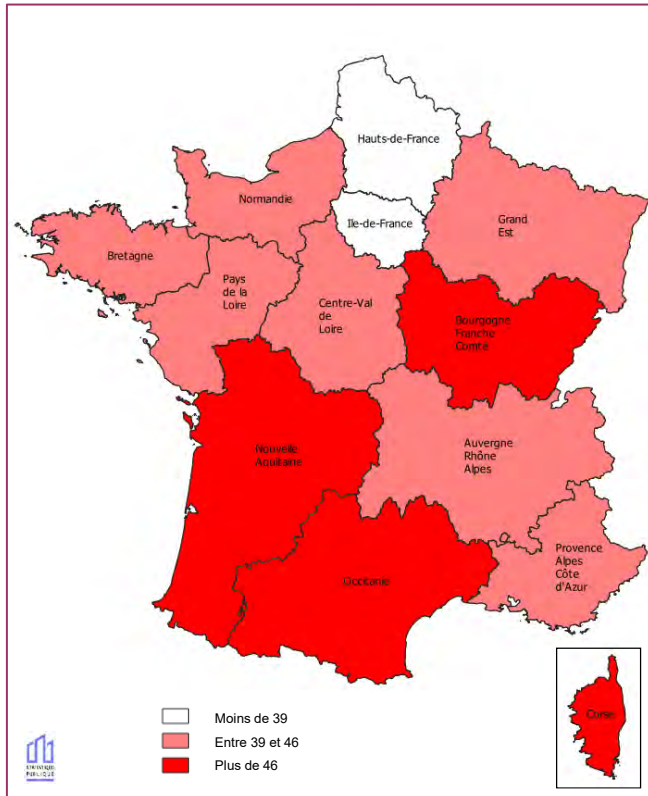 Hauts-de-France
Normandie
Ile-de-France
Grand
Est
Bretagne
Pays
de la
Loire
Centre-Val
de
Loire
Bourgogne
Franche
Comté
Nouvelle
Aquitaine
Auvergne
Rhône
Alpes
Occitanie
Provence
Alpes
Côte
d'Azur
Corse
Moins de 39
Entre 39 et 46
Plus de 46
STATISTIQUE
PUBLIQUE